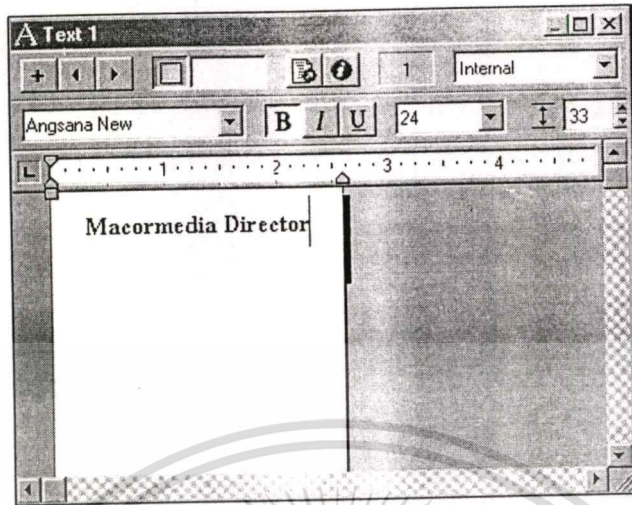 A Text 1
1 Internal
Angsana New B I U 24 33
1 2 3 4
Macormedia Director